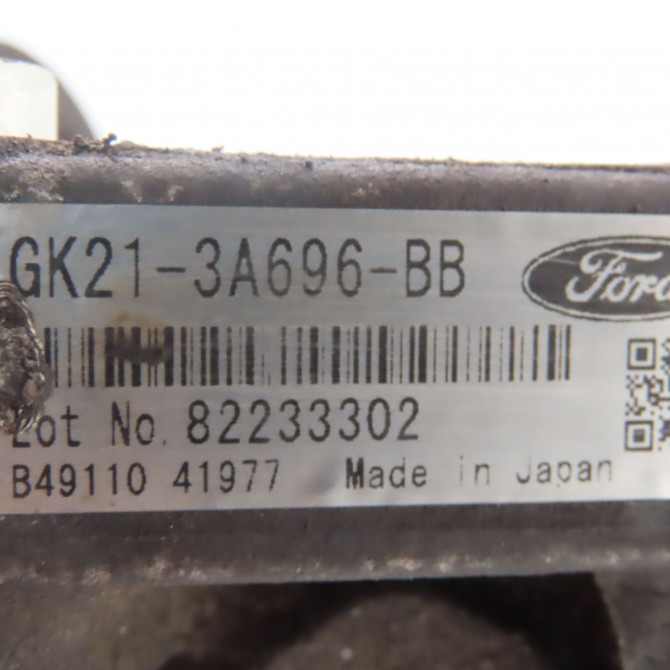 GK21-3A696-BB
Ford
Lot No. 82233302
B49110 41977 Made in Japan